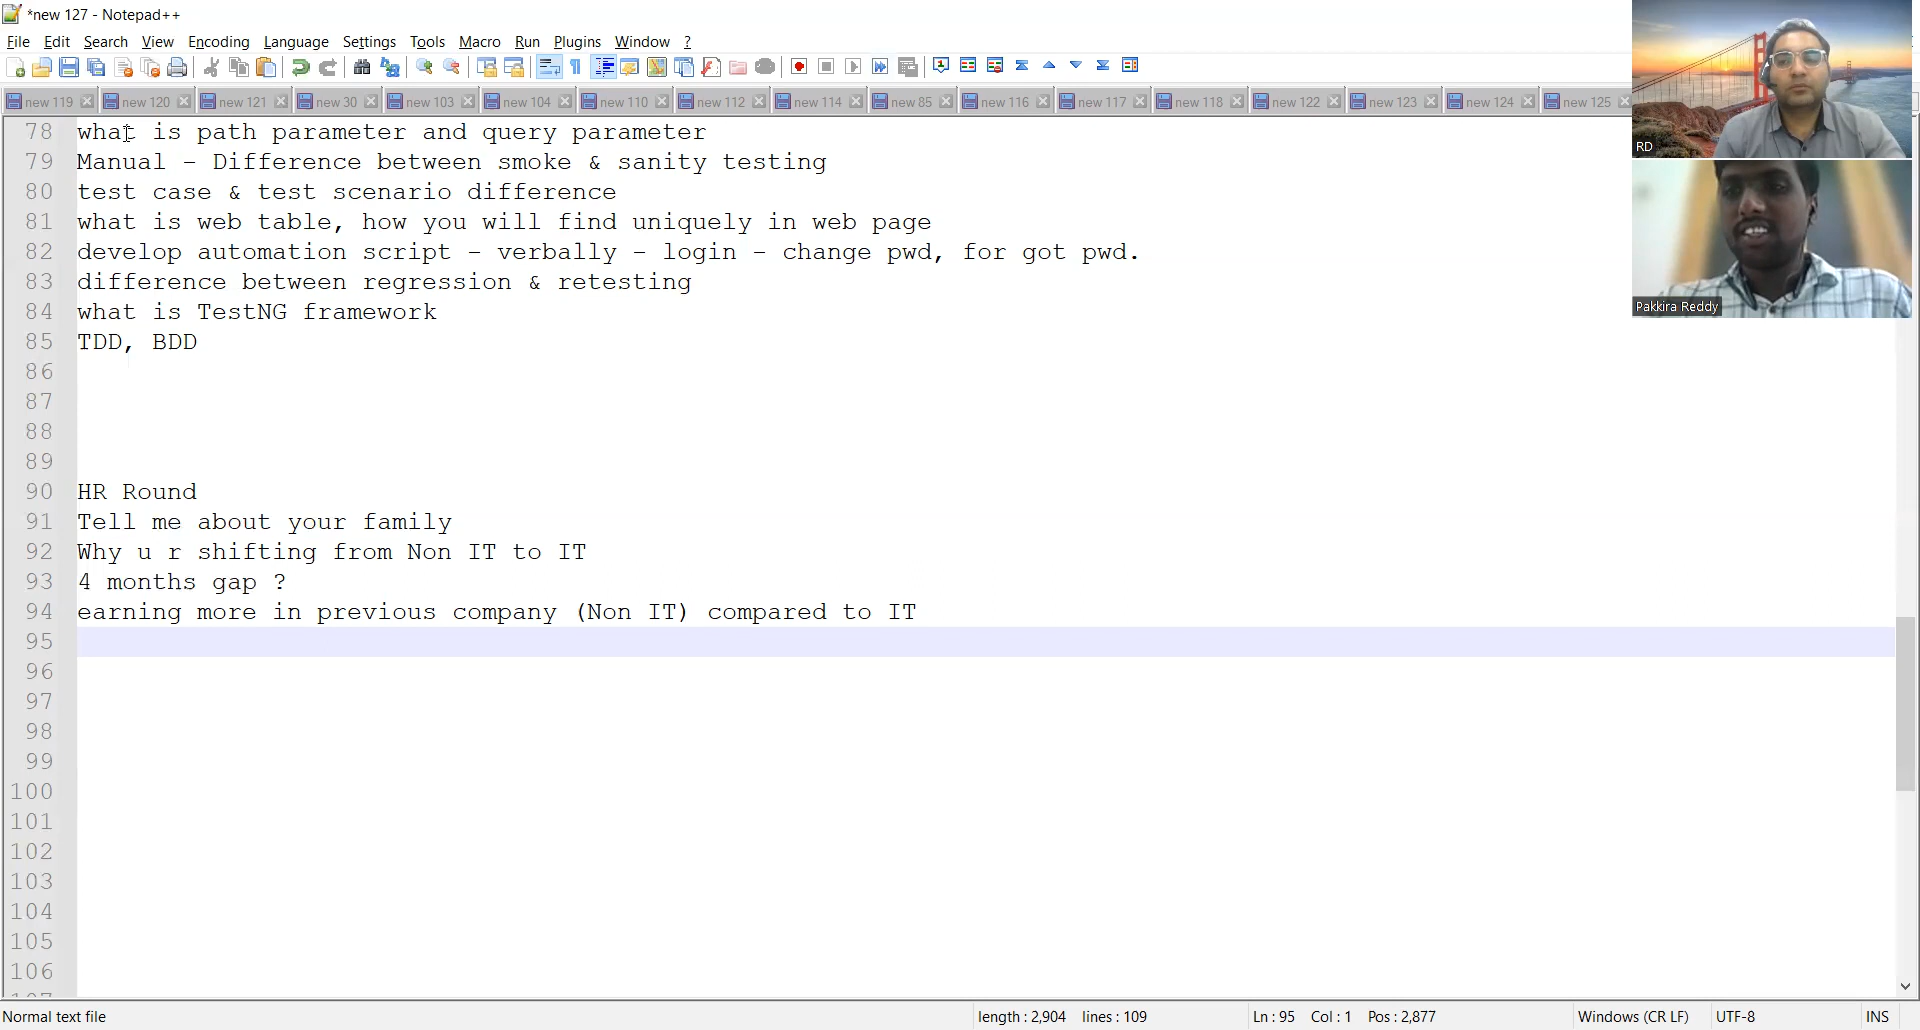 *new 127 - Notepad++
File Edit Search View Encoding Language Settings Tools Macro Run Plugins Window ?
new 119 new 120 new 121 new 30 new 103 new 104 new 110 new 112 new 114 new 85 new 116 new 117 new 118 new 122 new 123 new 124 new 125
78 what is path parameter and query parameter
79 Manual - Difference between smoke & sanity testing
80 test case & test scenario difference
81 what is web table, how you will find uniquely in web page
82 develop automation script - verbally - login - change pwd, for got pwd.
83 difference between regression & retesting
84 what is TestNG framework
85 TDD, BDD
86
87
88
89
90 HR Round
91 Tell me about your family
92 Why u r shifting from Non IT to IT
93 4 months gap ?
94 earning more in previous company (Non IT) compared to IT
95
96
97
98
99
100
101
102
103
104
105
106
RD
Pakkira Reddy
Normal text file length : 2,904 lines : 109 Ln : 95 Col : 1 Pos : 2,877 Windows (CR LF) UTF-8 INS